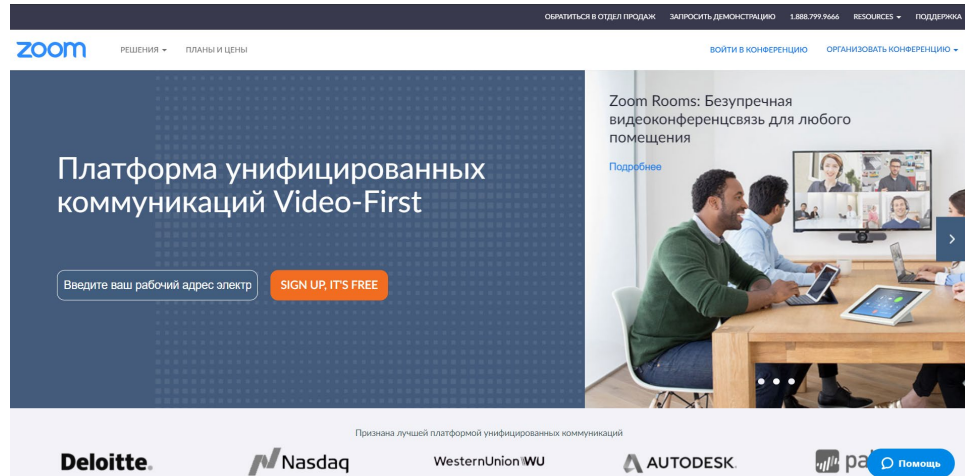 ОБРАТИТЬСЯ В ОТДЕЛ ПРОДАЖ ЗАПРОСИТЬ ДЕМОНСТРАЦИЮ 1.888.799.9666 RESOURCES ПОДДЕРЖКА
zoom РЕШЕНИЯ ПЛАНЫ И ЦЕНЫ ВОЙТИ В КОНФЕРЕНЦИЮ ОРГАНИЗОВАТЬ КОНФЕРЕНЦИЮ
Платформа унифицированных
коммуникаций Video-First
Введите ваш рабочий адрес электр SIGN UP, IT'S FREE
Zoom Rooms: Безупречная
видеоконференцсвязь для любого
помещения
Подробнее
Признана лучшей платформой унифицированных коммуникаций
Deloitte. Nasdaq WesternUnion WU AUTODESK.
Помощь